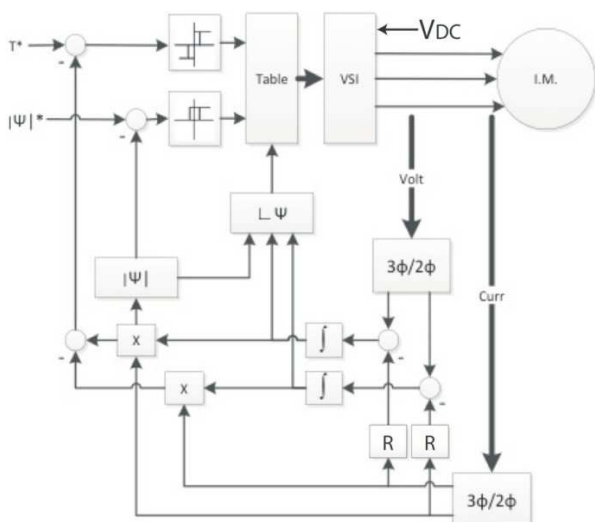 VDC
T*
-
Table
VSI
I.M.
|Ψ|*
-
Volt
∟Ψ
|Ψ|
3ϕ/2ϕ
Curr
X
∫
-
-
X
∫
-
R
R
3ϕ/2ϕ